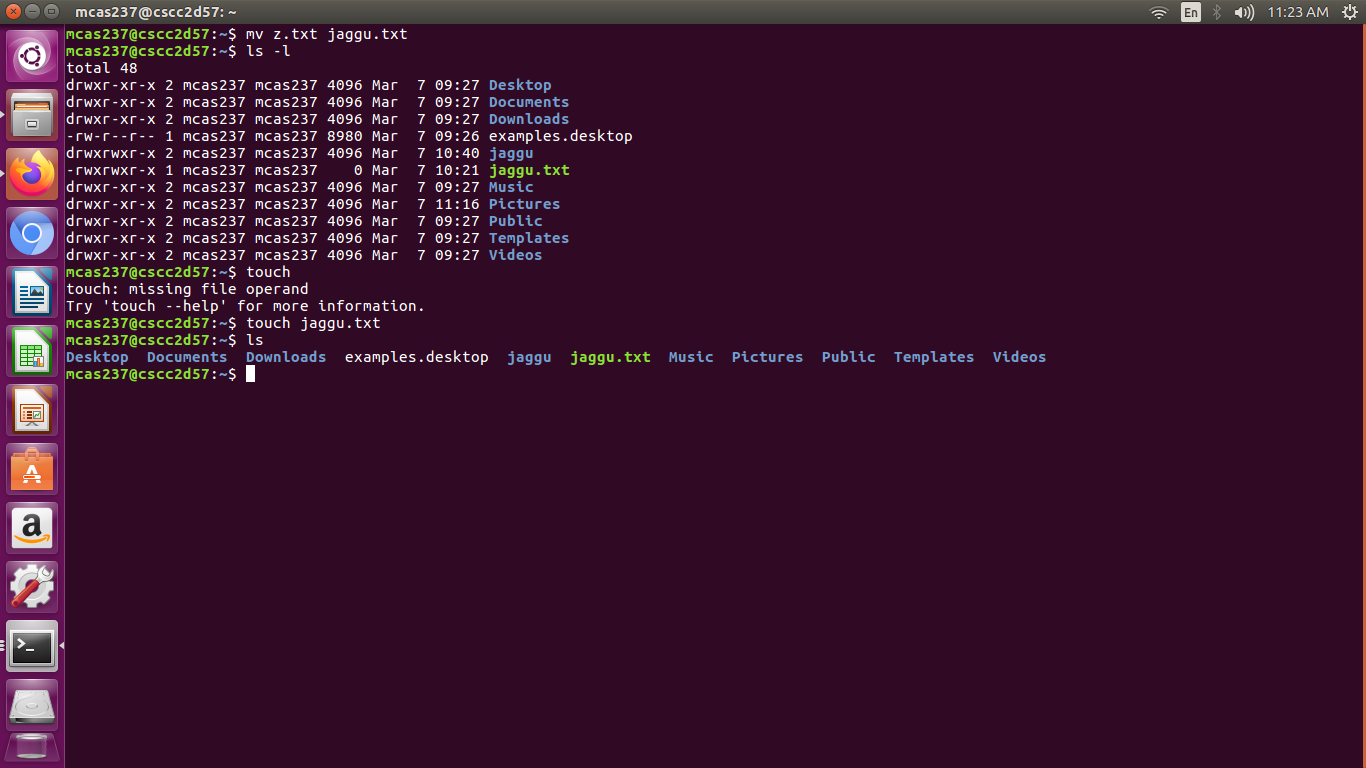 mcas237@cscc2d57: ~
En
11:23 AM
mcas237@cscc2d57:~$ mv z.txt jaggu.txt
mcas237@cscc2d57:~$ ls -l
total 48
drwxr-xr-x 2 mcas237 mcas237 4096 Mar  7 09:27 Desktop
drwxr-xr-x 2 mcas237 mcas237 4096 Mar  7 09:27 Documents
drwxr-xr-x 2 mcas237 mcas237 4096 Mar  7 09:27 Downloads
-rw-r--r-- 1 mcas237 mcas237 8980 Mar  7 09:26 examples.desktop
drwxrwxr-x 2 mcas237 mcas237 4096 Mar  7 10:40 jaggu
-rwxrwxr-x 1 mcas237 mcas237    0 Mar  7 10:21 jaggu.txt
drwxr-xr-x 2 mcas237 mcas237 4096 Mar  7 09:27 Music
drwxr-xr-x 2 mcas237 mcas237 4096 Mar  7 11:16 Pictures
drwxr-xr-x 2 mcas237 mcas237 4096 Mar  7 09:27 Public
drwxr-xr-x 2 mcas237 mcas237 4096 Mar  7 09:27 Templates
drwxr-xr-x 2 mcas237 mcas237 4096 Mar  7 09:27 Videos
mcas237@cscc2d57:~$ touch
touch: missing file operand
Try 'touch --help' for more information.
mcas237@cscc2d57:~$ touch jaggu.txt
mcas237@cscc2d57:~$ ls
Desktop  Documents  Downloads  examples.desktop  jaggu  jaggu.txt  Music  Pictures  Public  Templates  Videos
mcas237@cscc2d57:~$